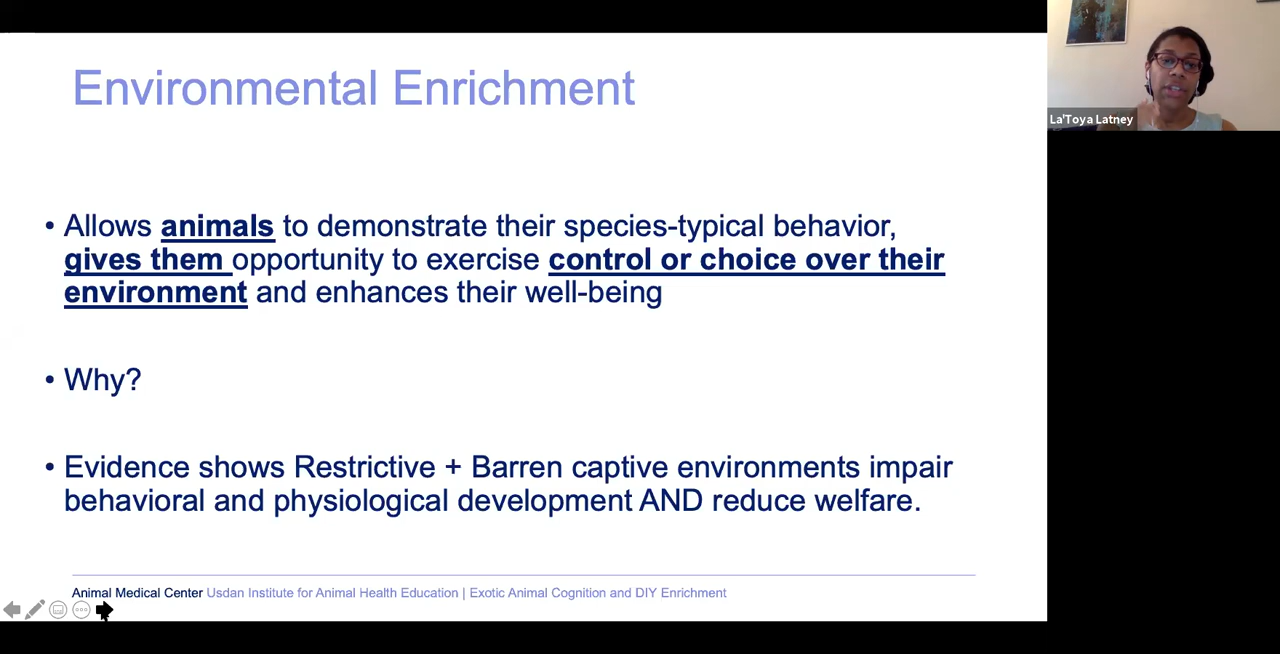 Environmental Enrichment
• Allows animals to demonstrate their species-typical behavior,
gives them opportunity to exercise control or choice over their
environment and enhances their well-being
• Why?
• Evidence shows Restrictive + Barren captive environments impair
behavioral and physiological development AND reduce welfare.
Animal Medical Center Usdan Institute for Animal Health Education | Exotic Animal Cognition and DIY Enrichment
La'Toya Latney